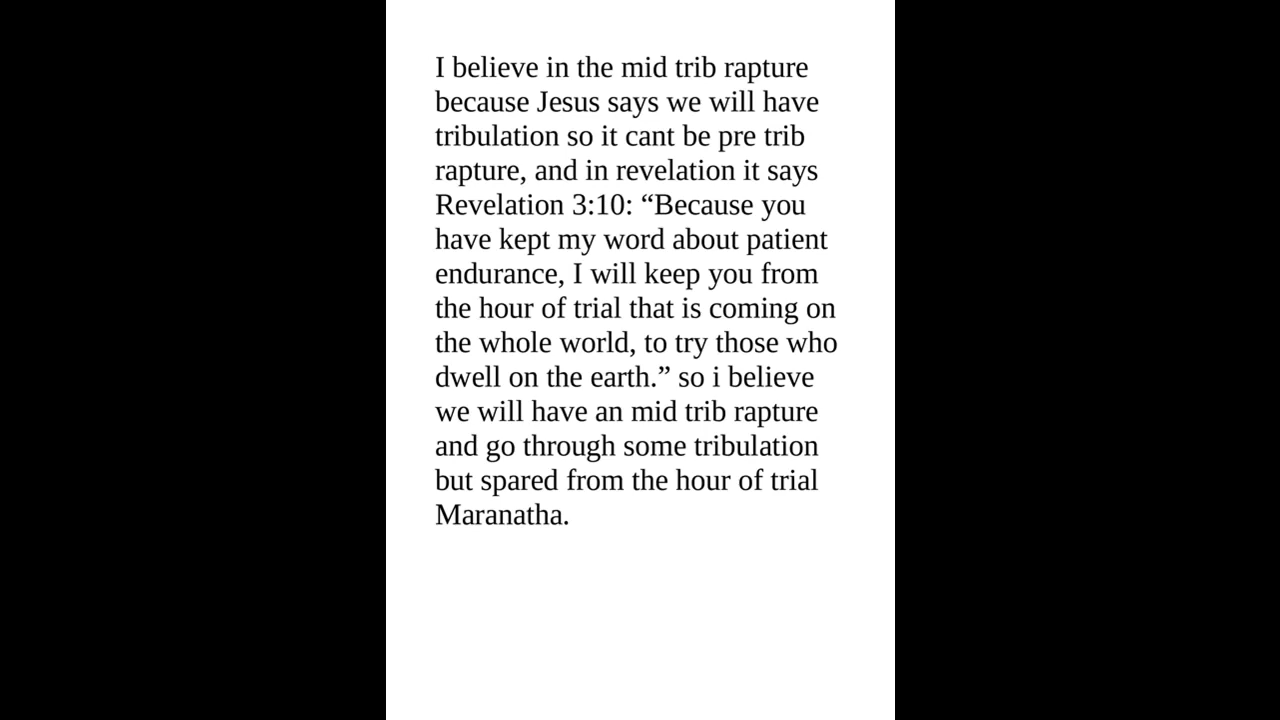 I believe in the mid trib rapture
because Jesus says we will have
tribulation so it cant be pre trib
rapture, and in revelation it says
Revelation 3:10: “Because you
have kept my word about patient
endurance, I will keep you from
the hour of trial that is coming on
the whole world, to try those who
dwell on the earth.” so i believe
we will have an mid trib rapture
and go through some tribulation
but spared from the hour of trial
Maranatha.